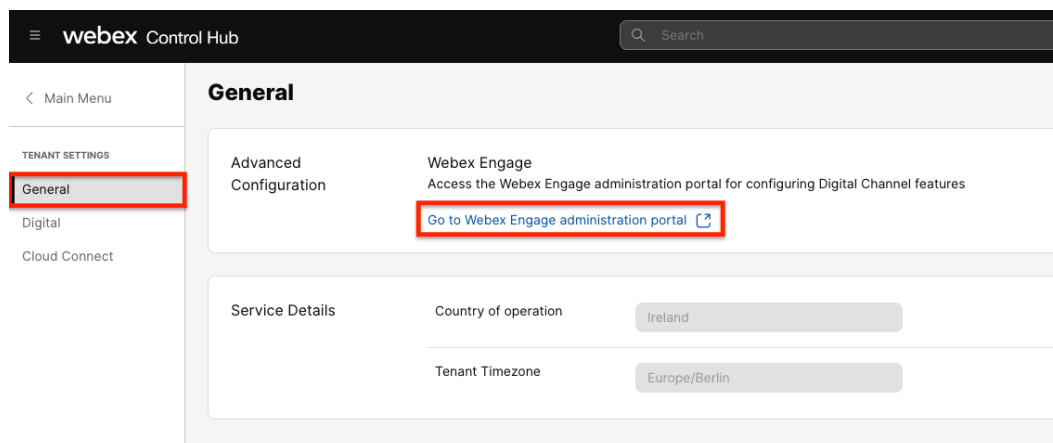 webex Control Hub
Search
Main Menu
TENANT SETTINGS
General
Digital
Cloud Connect
General
Advanced
Configuration
Webex Engage
Access the Webex Engage administration portal for configuring Digital Channel features
Go to Webex Engage administration portal
Service Details
Country of operation
Ireland
Tenant Timezone
Europe/Berlin